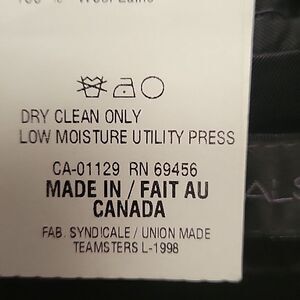 DRY CLEAN ONLY
LOW MOISTURE UTILITY PRESS
CA-01129 RN 69456
MADE IN / FAIT AU
CANADA
FAB. SYNDICALE / UNION MADE
TEAMSTERS L-1998
ALS